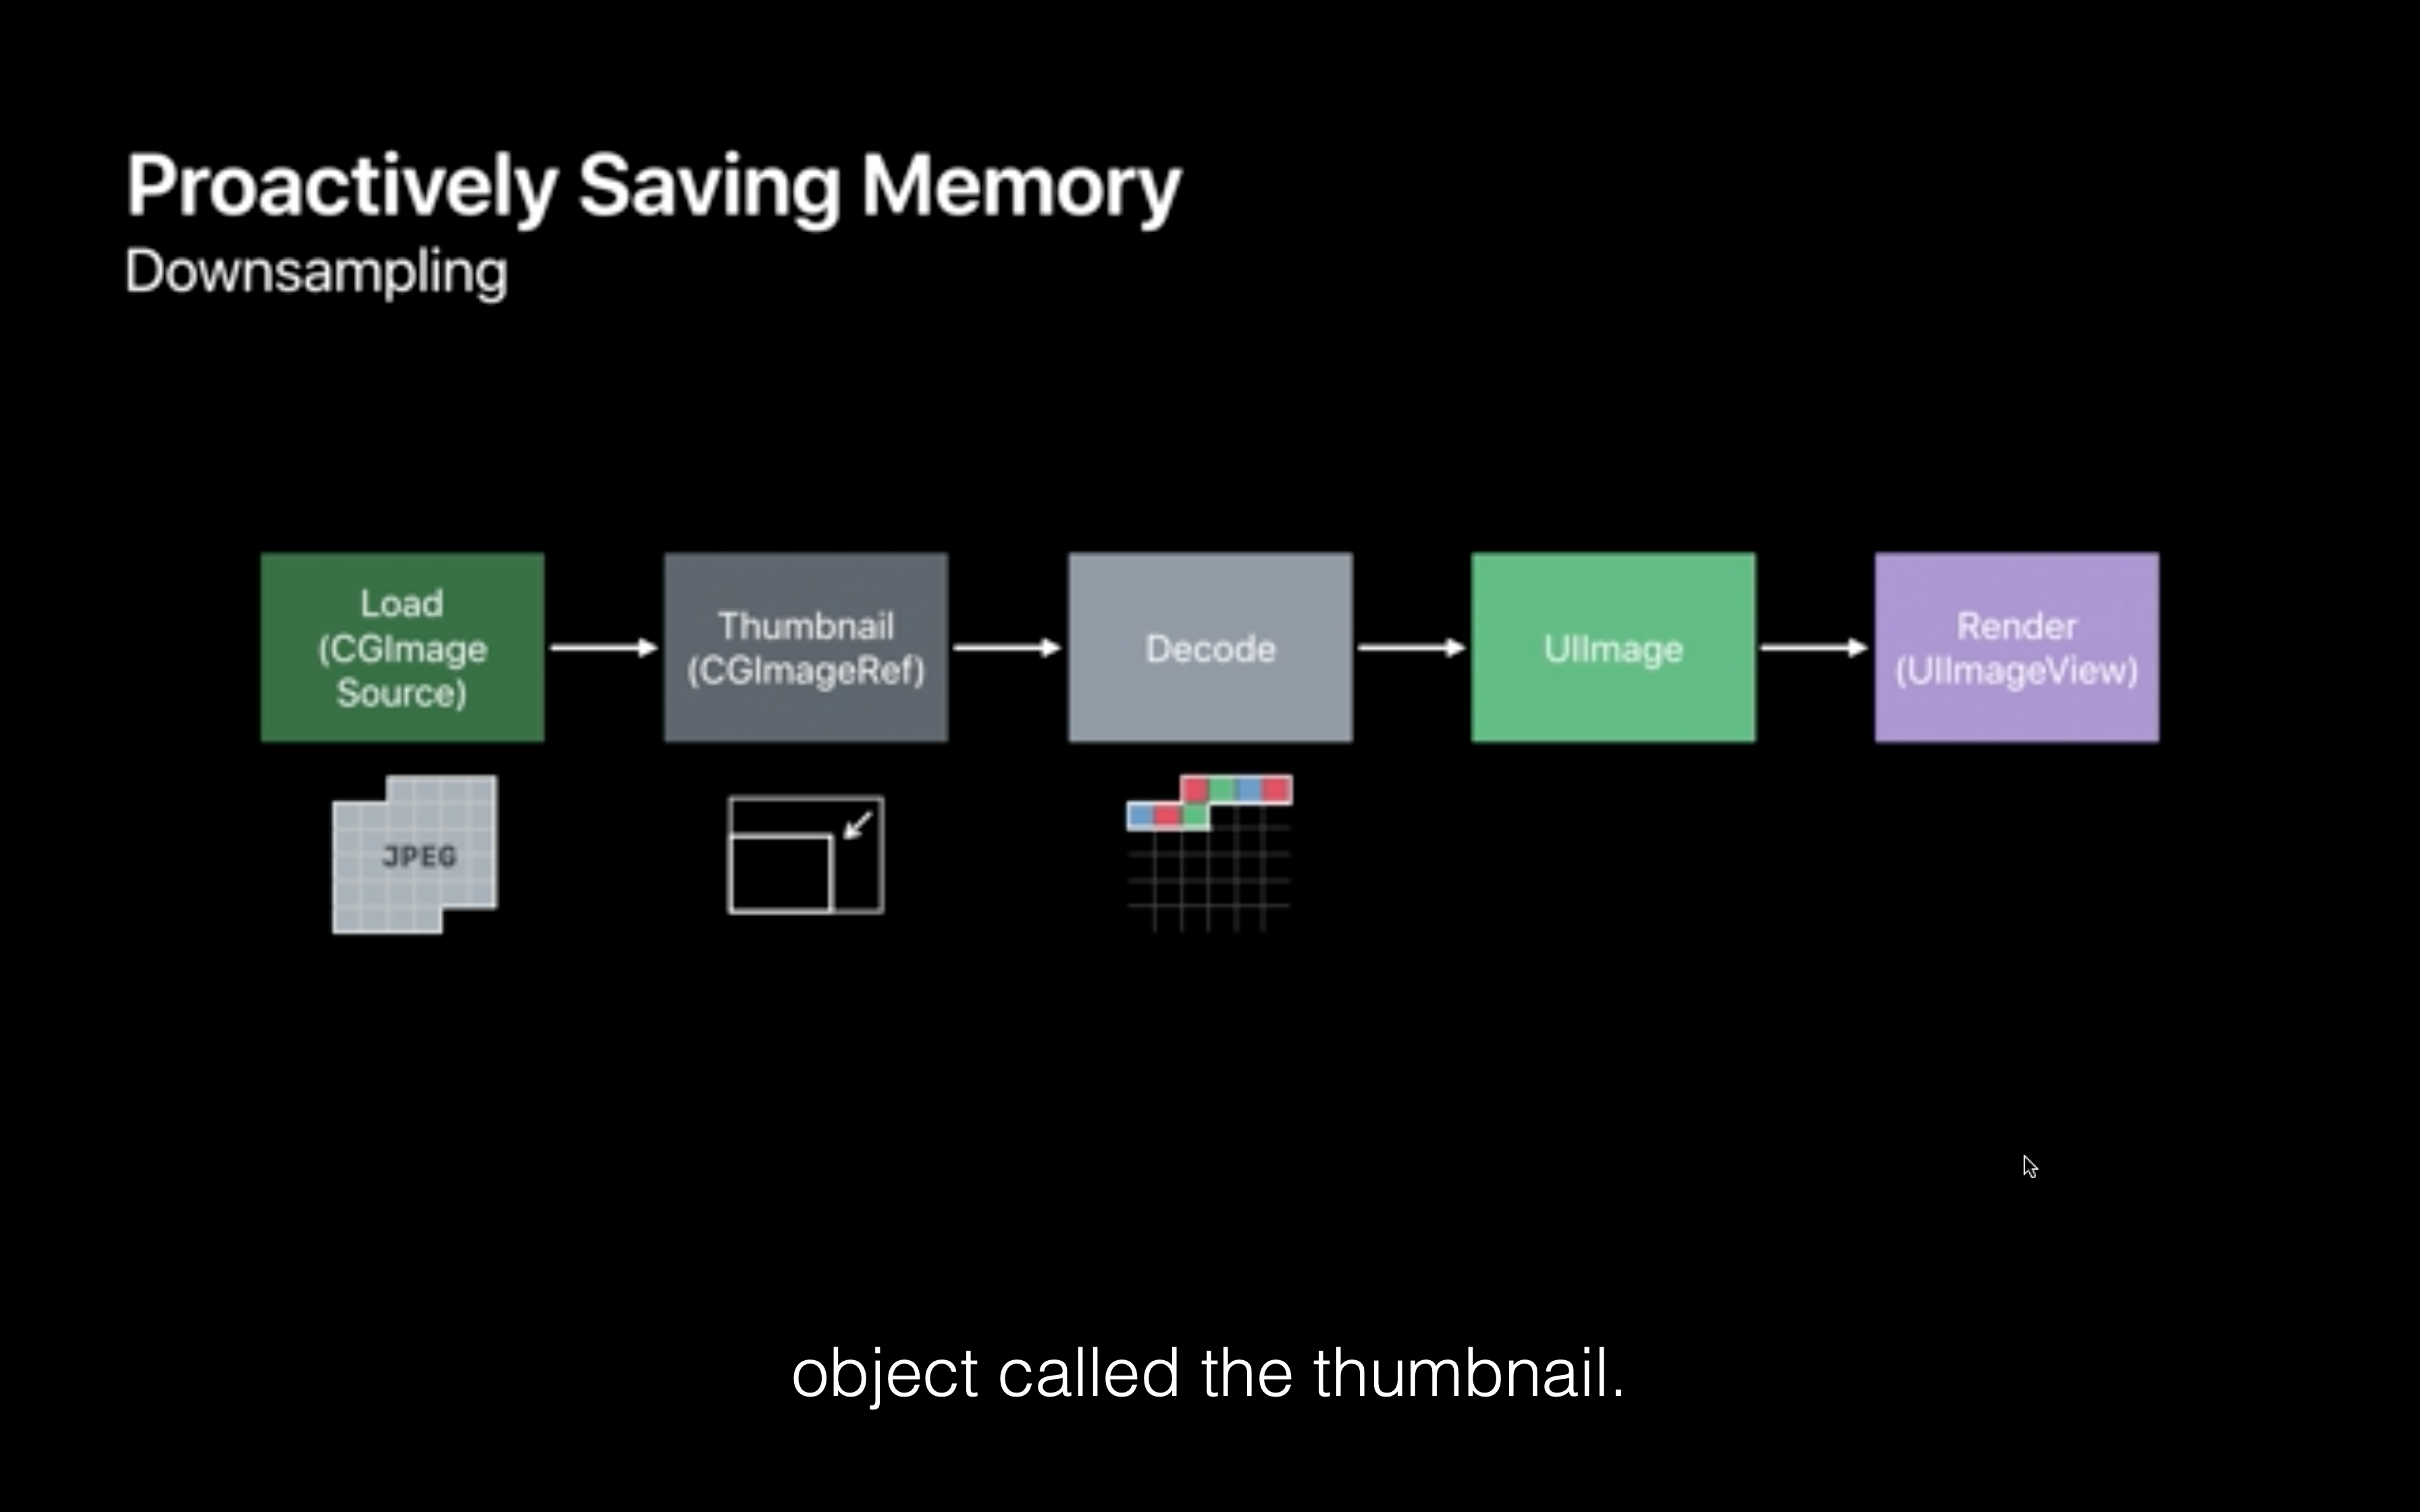 Proactively Saving Memory
Downsampling
Load
(CGImage
Source)
Thumbnail
(CGImageRef)
Decode
UIImage
Render
(UIImageView)
JPEG
object called the thumbnail.